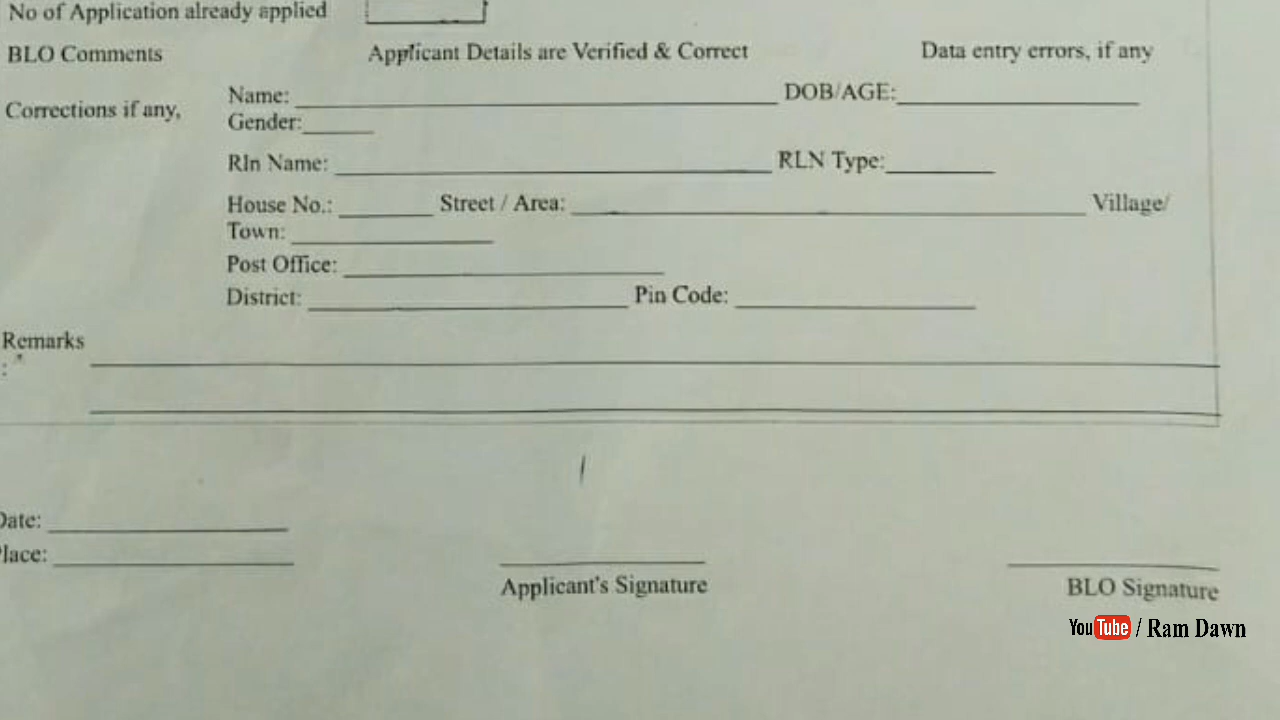 No of Application already applied
BLO Comments Applicant Details are Verified & Correct Data entry errors, if any
Corrections if any, Name: DOB/AGE:
Gender:
Rln Name: RLN Type:
House No.: Street / Area: Village/
Town:
Post Office:
District: Pin Code:
Remarks
:
Date:
Place:
Applicant's Signature BLO Signature
YouTube / Ram Dawn